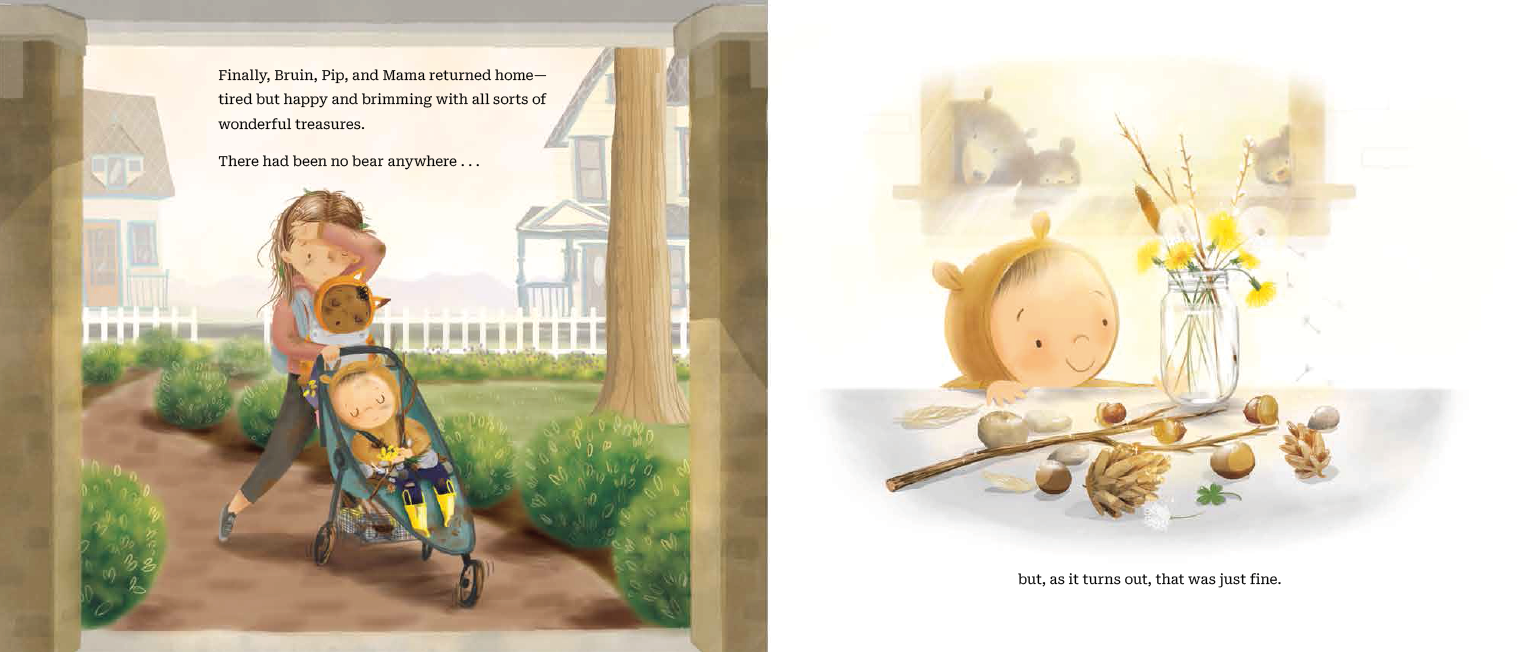 Finally, Bruin, Pip, and Mama returned home—
tired but happy and brimming with all sorts of
wonderful treasures.
There had been no bear anywhere . . .
but, as it turns out, that was just fine.